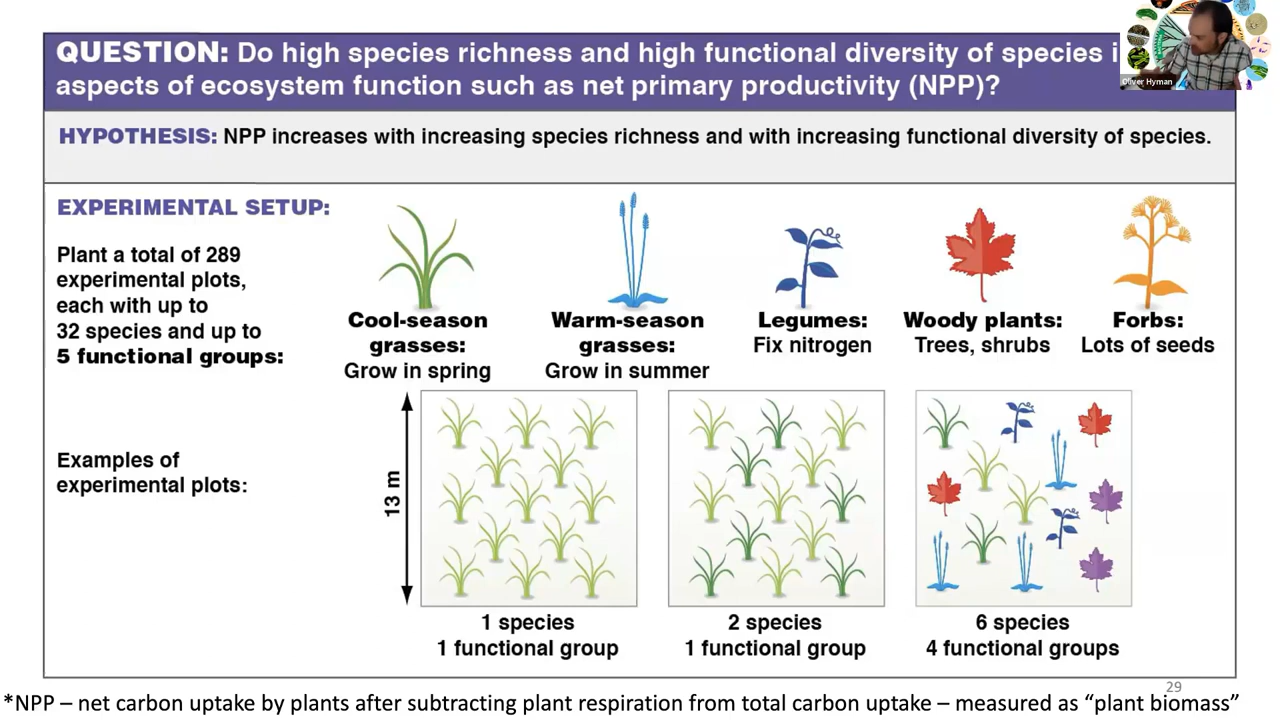 QUESTION: Do high species richness and high functional diversity of species i
aspects of ecosystem function such as net primary productivity (NPP)?
Oliver Hyman
HYPOTHESIS: NPP increases with increasing species richness and with increasing functional diversity of species.
EXPERIMENTAL SETUP:
Plant a total of 289
experimental plots,
each with up to
32 species and up to
5 functional groups:
Cool-season
grasses:
Grow in spring
Warm-season
grasses:
Grow in summer
Legumes:
Fix nitrogen
Woody plants:
Trees, shrubs
Forbs:
Lots of seeds
Examples of
experimental plots:
13 m
1 species
1 functional group
2 species
1 functional group
6 species
4 functional groups
29
*NPP – net carbon uptake by plants after subtracting plant respiration from total carbon uptake – measured as “plant biomass”